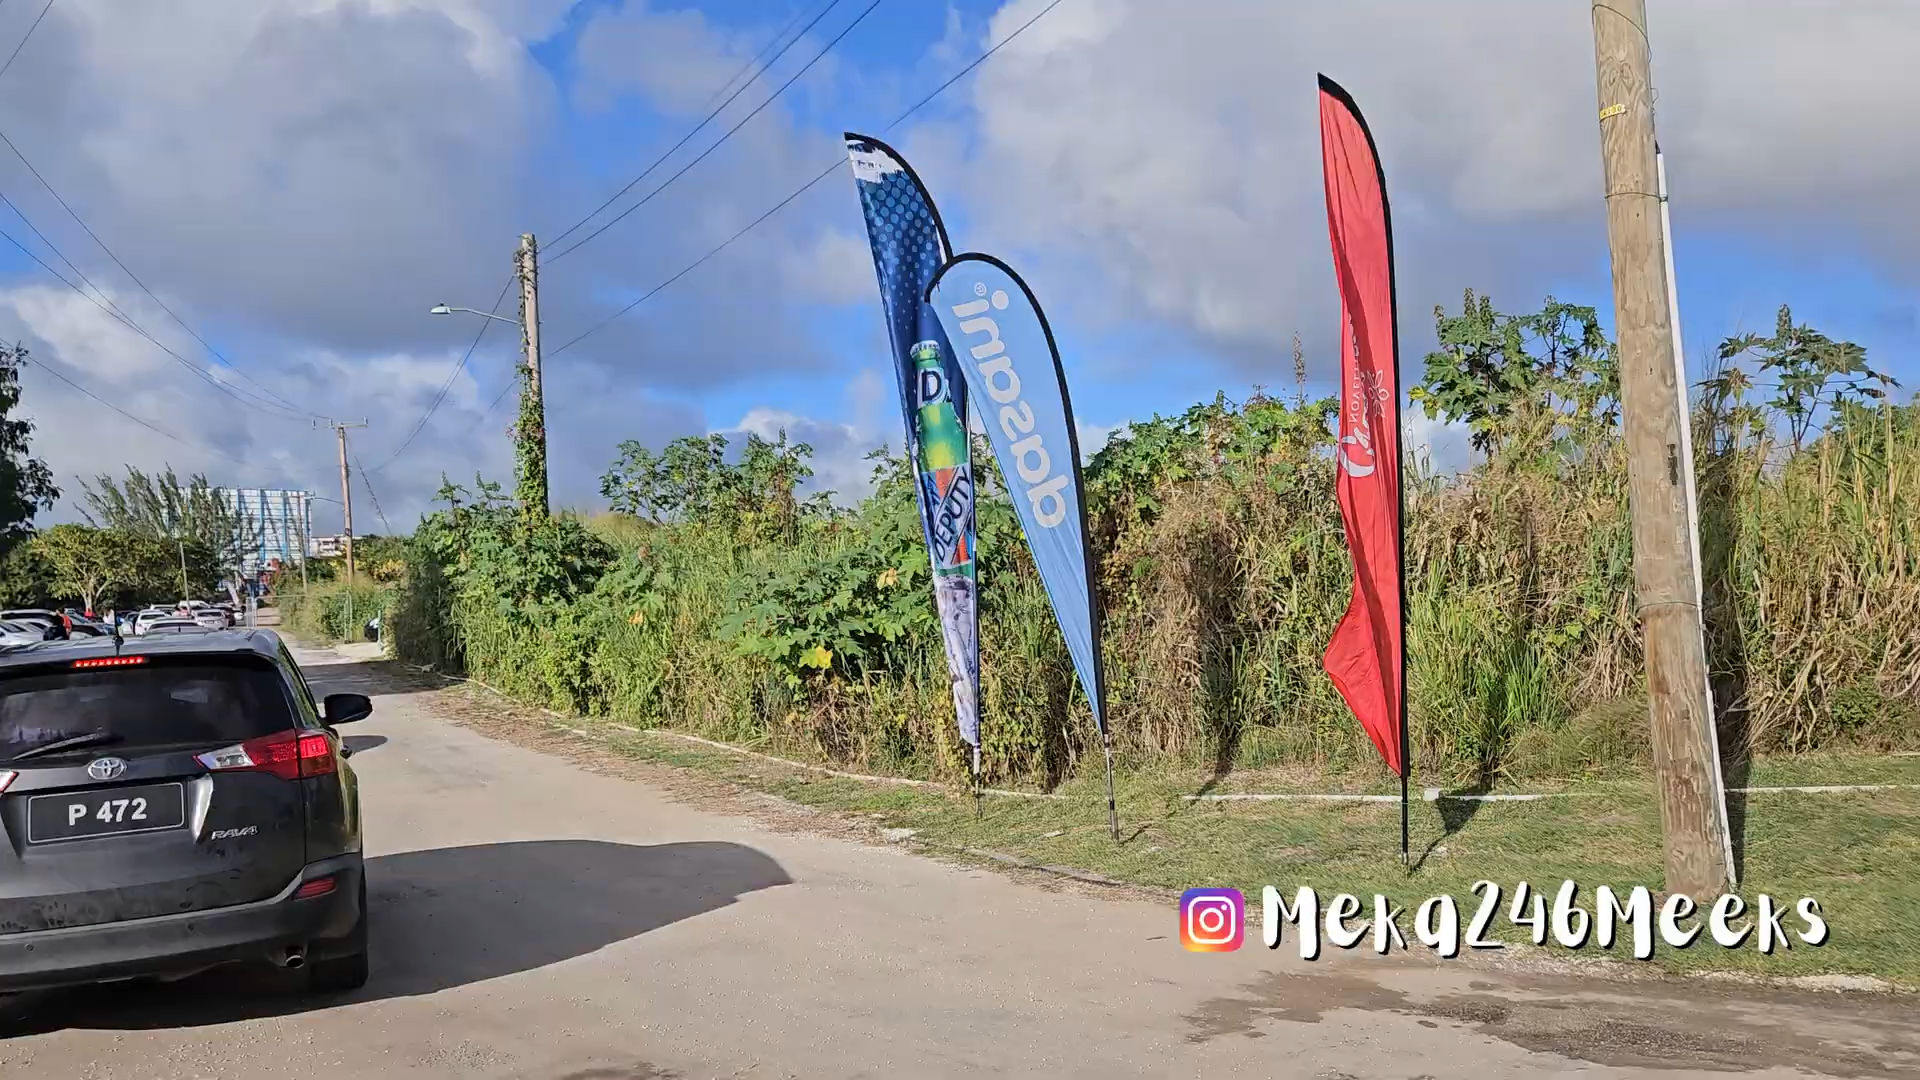 dasani®
D
DEPUTY
P 472
RAV4
Meka246Meeks